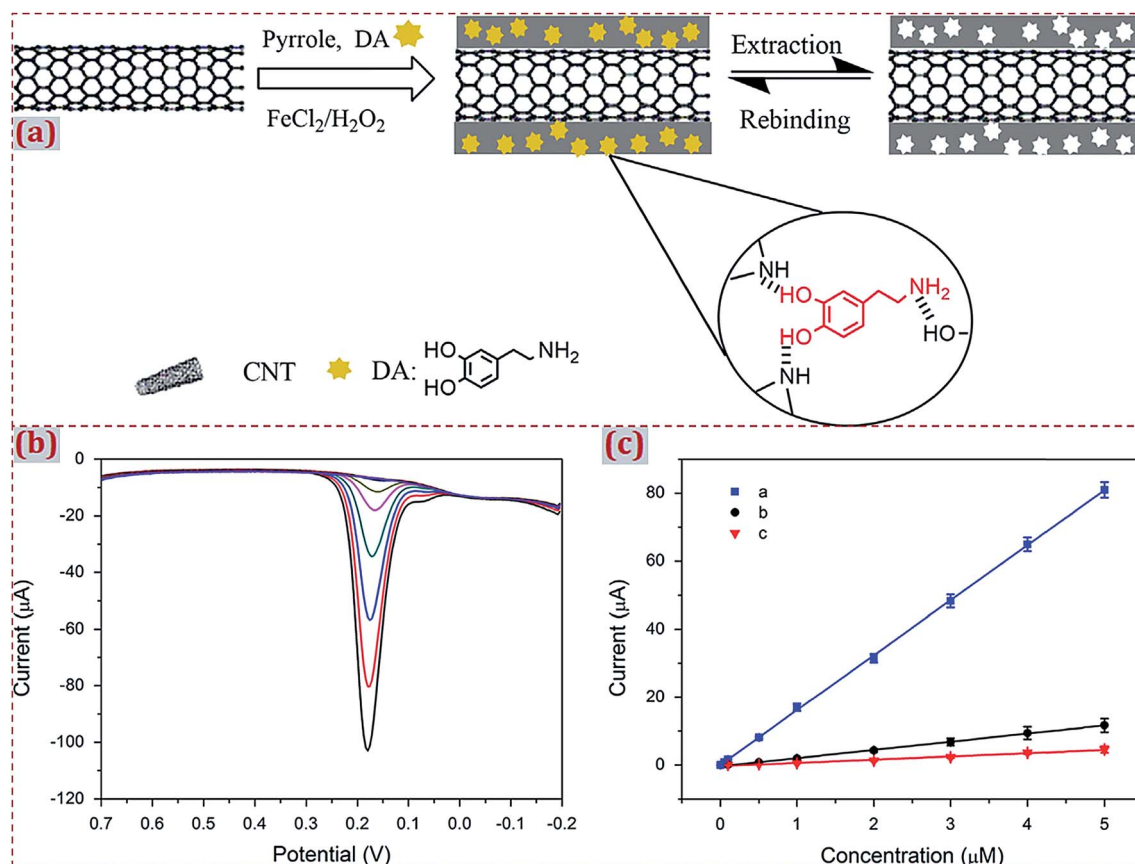 (a)
Pyrrole, DA
FeCl₂/H₂O₂
Extraction
Rebinding
NH
HO
NH₂
HO
HO
NH
CNT
DA:
HO
HO
NH₂
(b)
0
-20
-40
-60
-80
-100
-120
Current (μA)
0.7 0.6 0.5 0.4 0.3 0.2 0.1 0.0 -0.1 -0.2
Potential (V)
(c)
80
60
40
20
0
Current (μA)
a
b
c
0 1 2 3 4 5
Concentration (μM)